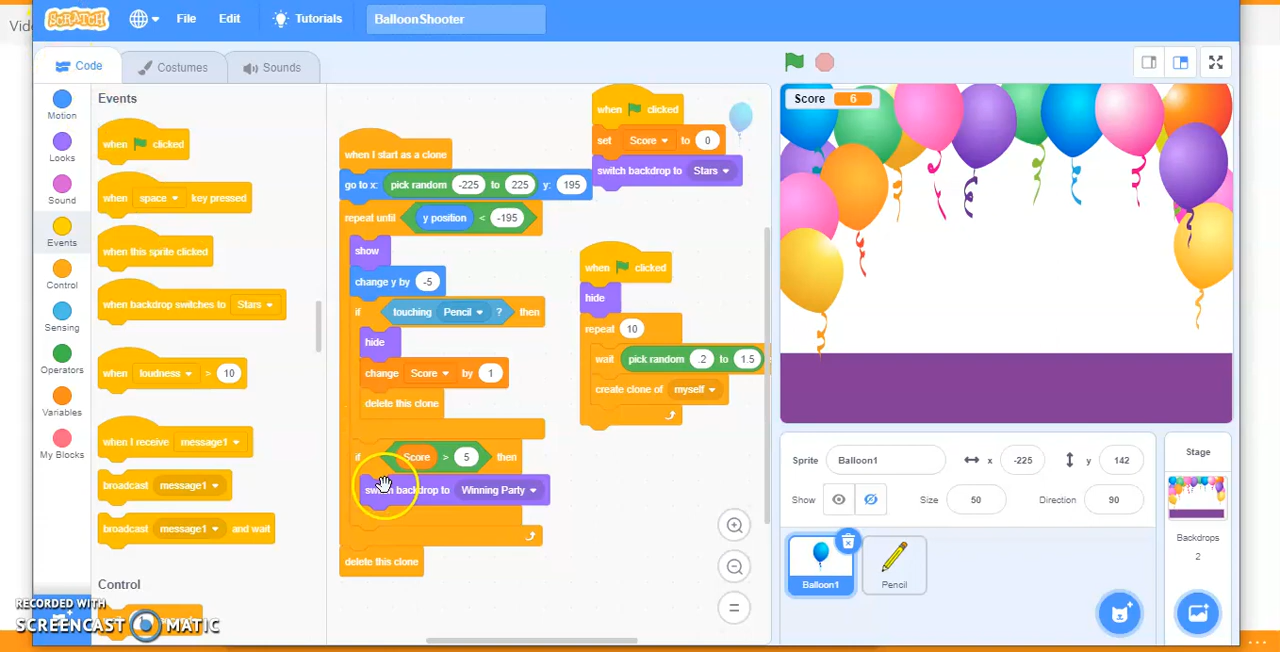 Vid
SCRATCH
File
Edit
Tutorials
BalloonShooter
Code
Costumes
Sounds
Motion
Looks
Sound
Events
Control
Sensing
Operators
Variables
My Blocks
Events
when clicked
when space key pressed
when this sprite clicked
when backdrop switches to Stars
when loudness > 10
when I receive message1
broadcast message1
broadcast message1 and wait
Control
when I start as a clone
go to x: pick random -225 to 225 y: 195
repeat until y position < -195
show
change y by -5
if touching Pencil ? then
hide
change Score by 1
delete this clone
if Score > 5 then
backdrop to Winning Party
delete this clone
when clicked
set Score to 0
switch backdrop to Stars
when clicked
hide
repeat 10
wait pick random .2 to 1.5
create clone of myself
Score 6
Sprite Balloon1 x -225 y 142
Show Size 50 Direction 90
Balloon1
Pencil
Stage
Backdrops
2
RECORDED WITH
SCREENCAST MATIC